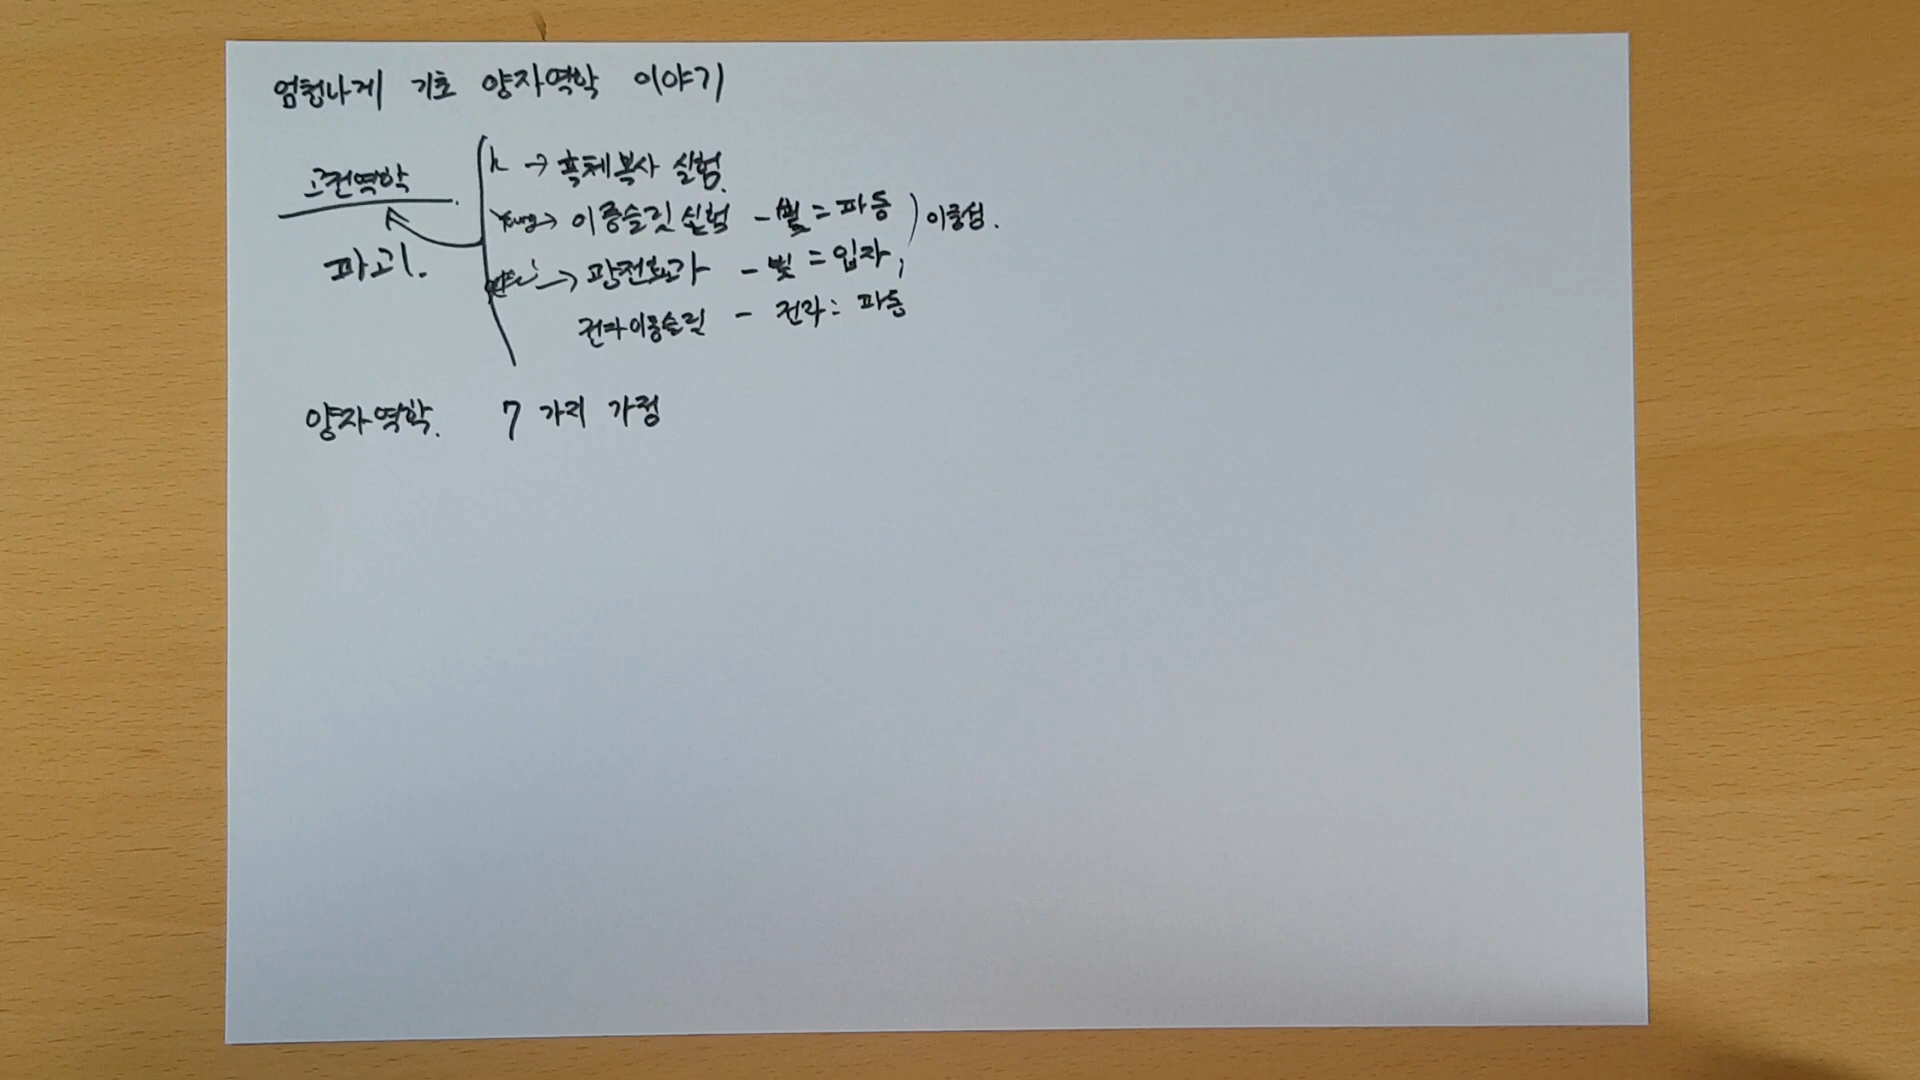 엄청나게 기초 양자역학 이야기
고전역학
파고1.
h → 흑체복사 실험.
Young → 이중슬릿 실험 - 빛 = 파동
→ 광전효과 - 빛 = 입자,
이중성.
전자이중슬릿 - 전자: 파동
양자역학. 7 가지 가정